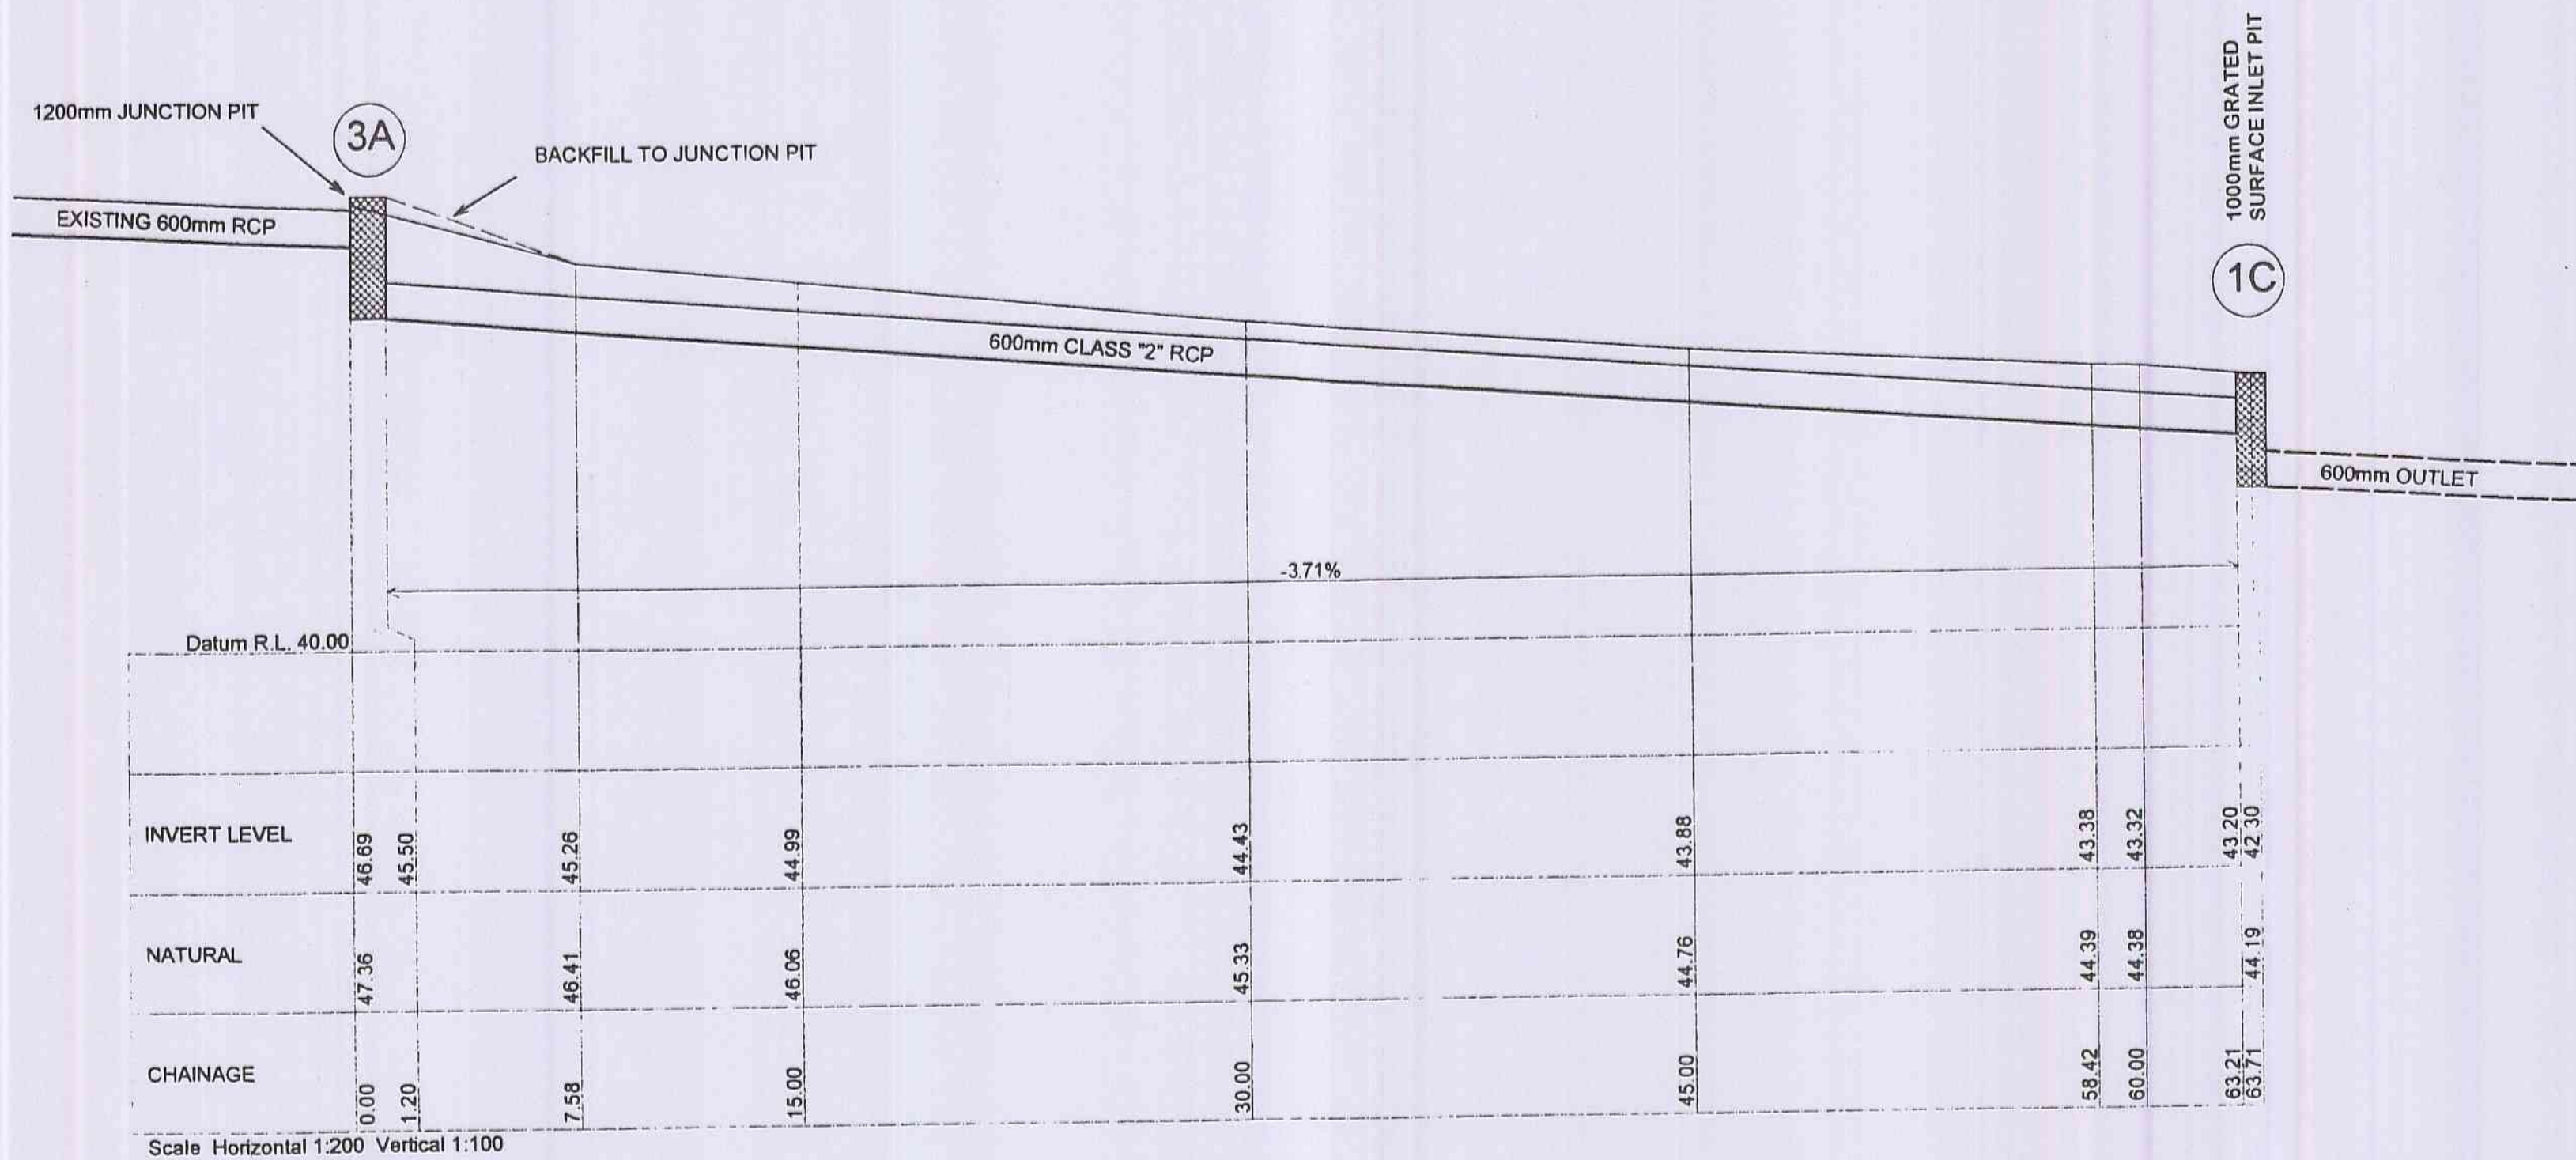 1000mm GRATED
SURFACE INLET PIT
1200mm JUNCTION PIT
3A
BACKFILL TO JUNCTION PIT
EXISTING 600mm RCP
1C
600mm CLASS "2" RCP
600mm OUTLET
-3.71%
Datum R.L. 40.00
INVERT LEVEL 46.69 45.50 45.26 44.99 44.43 43.88 43.38 43.32 43.20 42.30
NATURAL 47.36 46.41 46.06 45.33 44.76 44.39 44.38 44.19
CHAINAGE 0.00 1.20 7.58 15.00 30.00 45.00 58.42 60.00 63.21 63.71
Scale Horizontal 1:200 Vertical 1:100